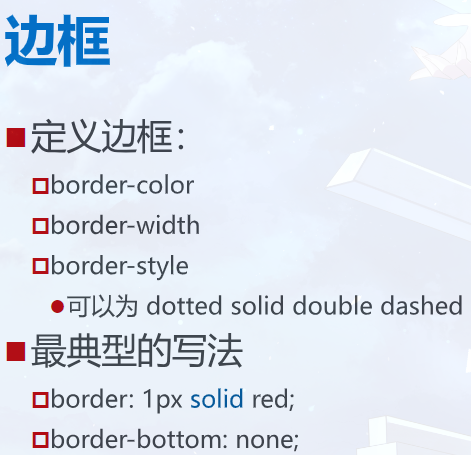 边框
定义边框：
border-color
border-width
border-style
可以为 dotted solid double dashed
最典型的写法
border: 1px solid red;
border-bottom: none;